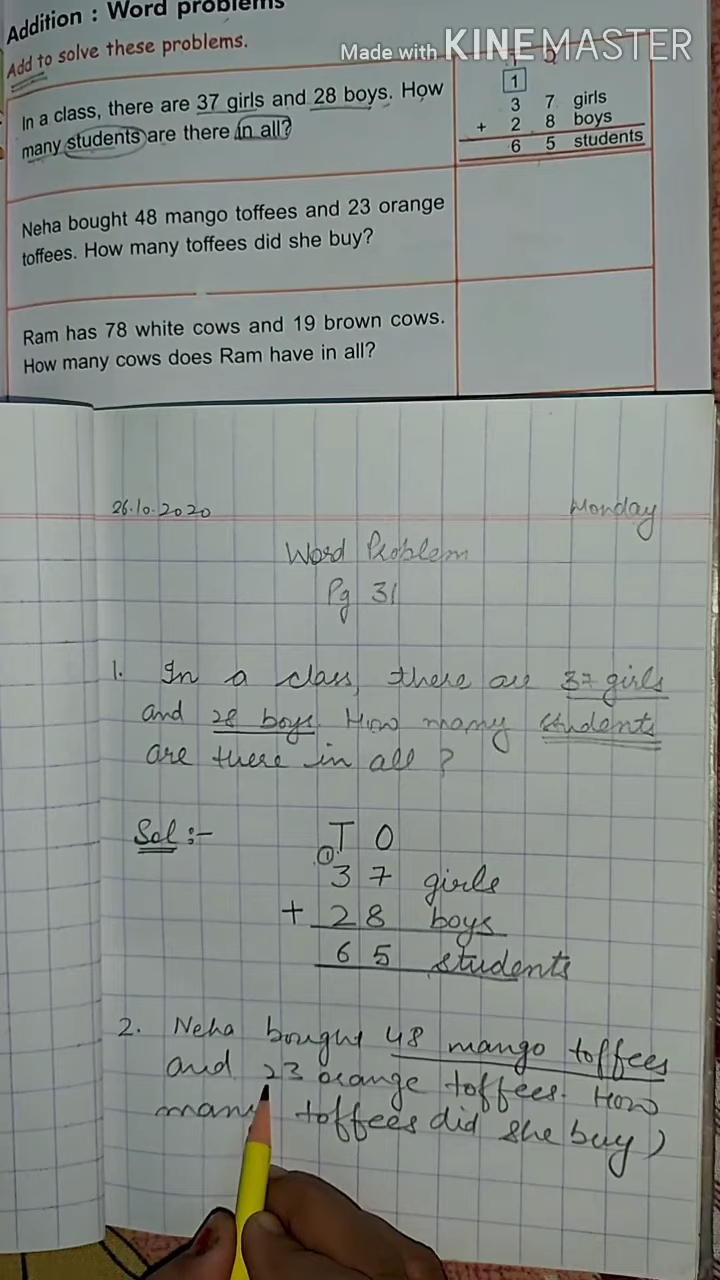 Addition : Word problems
Add to solve these problems.
Made with KINEMASTER
In a class, there are 37 girls and 28 boys. How
many students are there in all?
1
3 7 girls
+ 2 8 boys
6 5 students
Neha bought 48 mango toffees and 23 orange
toffees. How many toffees did she buy?
Ram has 78 white cows and 19 brown cows.
How many cows does Ram have in all?
26.10.2020 Monday
Word Problem
Pg 31
1. In a class, there are 37 girls
and 28 boys. How many students
are there in all ?
Sol :-
T O
1
3 7 girls
+ 2 8 boys
6 5 students
2. Neha bought 48 mango toffees
and 23 orange toffees. How
many toffees did she buy)